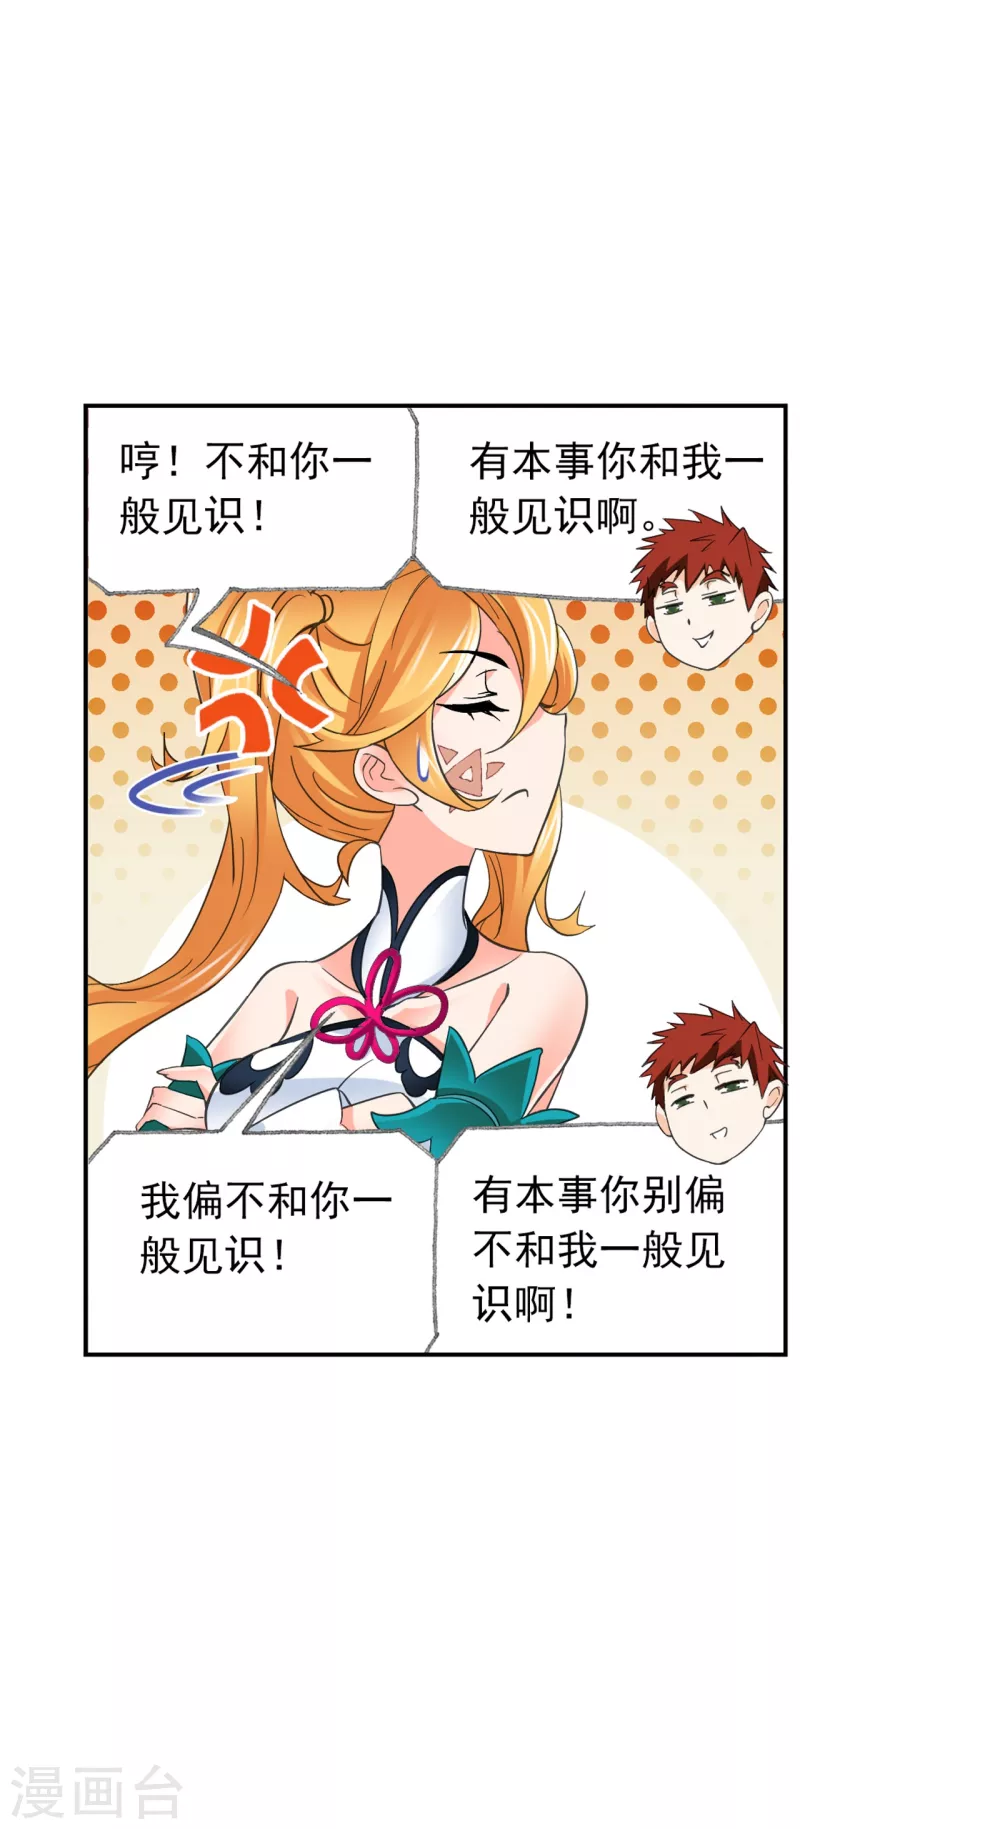 哼！不和你一
般见识！
有本事你和我一
般见识啊。
我偏不和你一
般见识！
有本事你别偏
不和我一般见
识啊！
漫画台